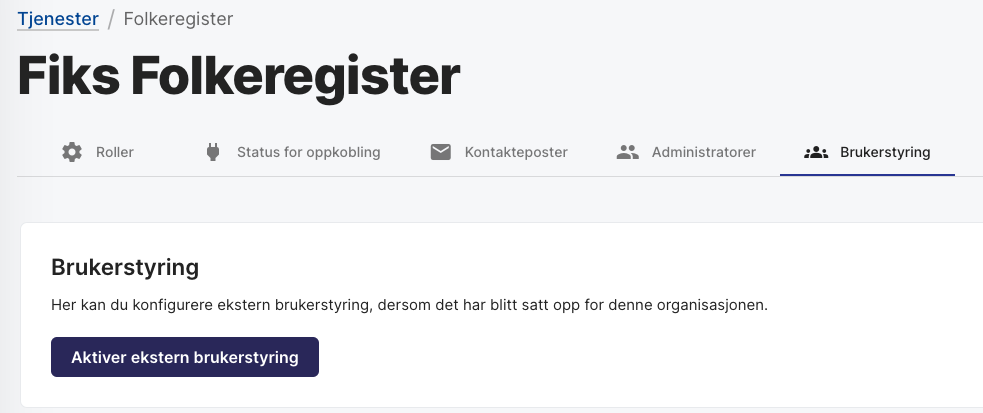 Tjenester / Folkeregister
Fiks Folkeregister
Roller Status for oppkobling Kontakteposter Administratorer Brukerstyring
Brukerstyring
Her kan du konfigurere ekstern brukerstyring, dersom det har blitt satt opp for denne organisasjonen.
Aktiver ekstern brukerstyring